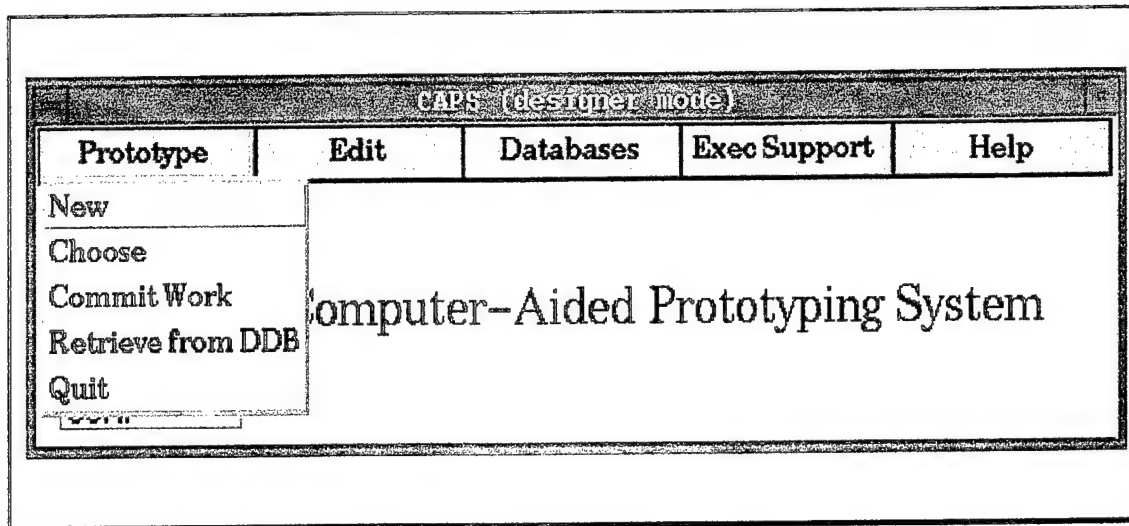 CAPS (designer mode)
Prototype Edit Databases Exec Support Help
New
Choose
Commit Work
Retrieve from DDB
Quit
omputer-Aided Prototyping System